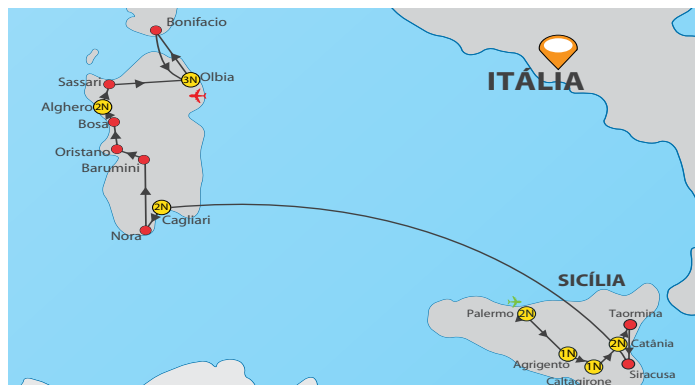 Bonifacio
Sassari
3N
Olbia
ITÁLIA
Alghero
2N
Bosa
Oristano
Barumini
2N
Cagliari
Nora
SICÍLIA
Palermo
2N
Taormina
1N
2N
Catânia
Agrigento
1N
Siracusa
Caltagirone